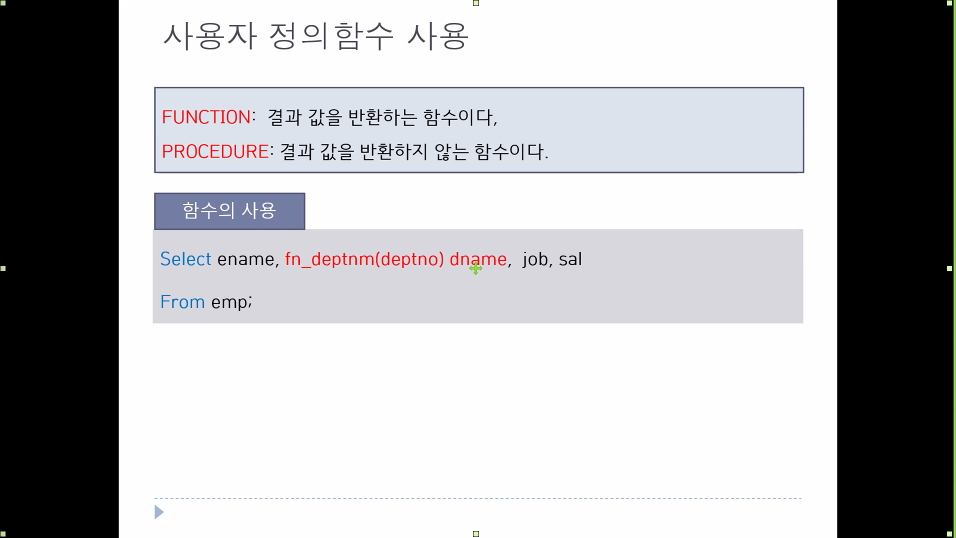 사용자 정의함수 사용
FUNCTION: 결과 값을 반환하는 함수이다,
PROCEDURE: 결과 값을 반환하지 않는 함수이다.
함수의 사용
Select ename, fn_deptnm(deptno) dname, job, sal
From emp;